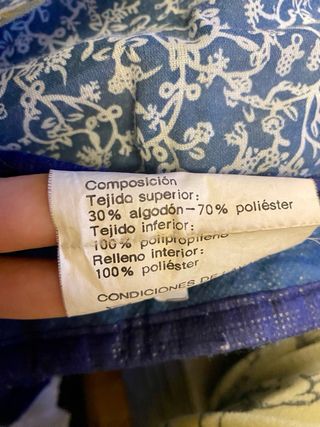 Composición
Tejido superior:
30% algodón-70% poliéster
Tejido inferior:
100% polipropileno
Relleno interior:
100% poliéster
CONDICIONES DE